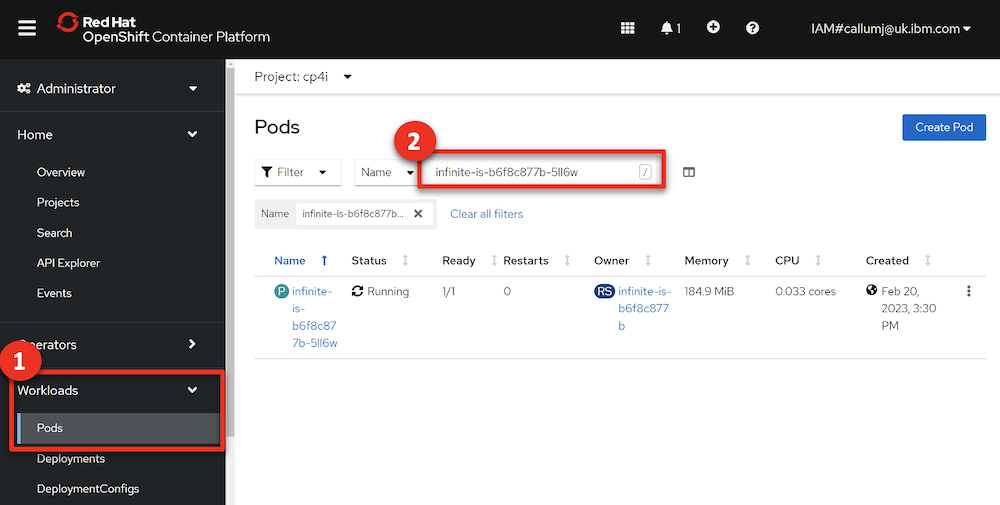 Red Hat
OpenShift Container Platform
1
IAM#callumj@uk.ibm.com
Administrator
Home
Overview
Projects
Search
API Explorer
Events
Operators
1
Workloads
Pods
Deployments
DeploymentConfigs
Project: cp4i
Pods
Create Pod
2
Filter
Name
infinite-is-b6f8c877b-5ll6w
/
Name
infinite-is-b6f8c877b...
Clear all filters
Name Status Ready Restarts Owner Memory CPU Created
P infinite-
is-
b6f8c87
7b-5ll6w
Running
1/1
0
RS infinite-is-
b6f8c877
b
184.9 MiB
0.033 cores
Feb 20,
2023, 3:30
PM